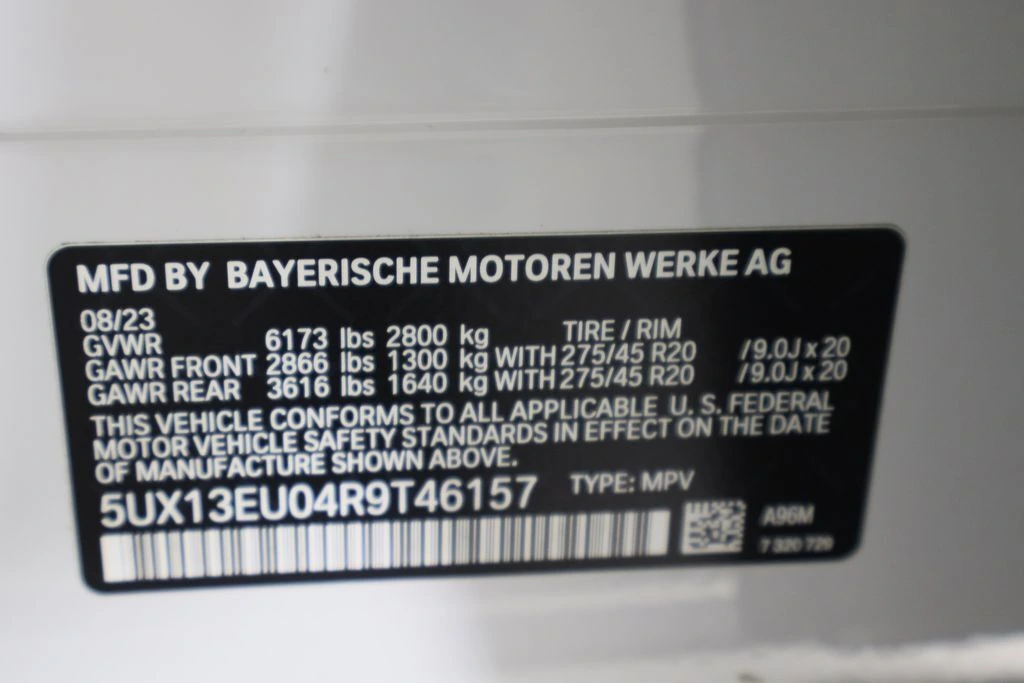 MFD BY BAYERISCHE MOTOREN WERKE AG
08/23
GVWR 6173 lbs 2800 kg TIRE / RIM
GAWR FRONT 2866 lbs 1300 kg WITH 275/45 R20 /9.0J x 20
GAWR REAR 3616 lbs 1640 kg WITH 275/45 R20 /9.0J x 20
THIS VEHICLE CONFORMS TO ALL APPLICABLE U. S. FEDERAL
MOTOR VEHICLE SAFETY STANDARDS IN EFFECT ON THE DATE
OF MANUFACTURE SHOWN ABOVE.
5UX13EU04R9T46157 TYPE: MPV
A96M